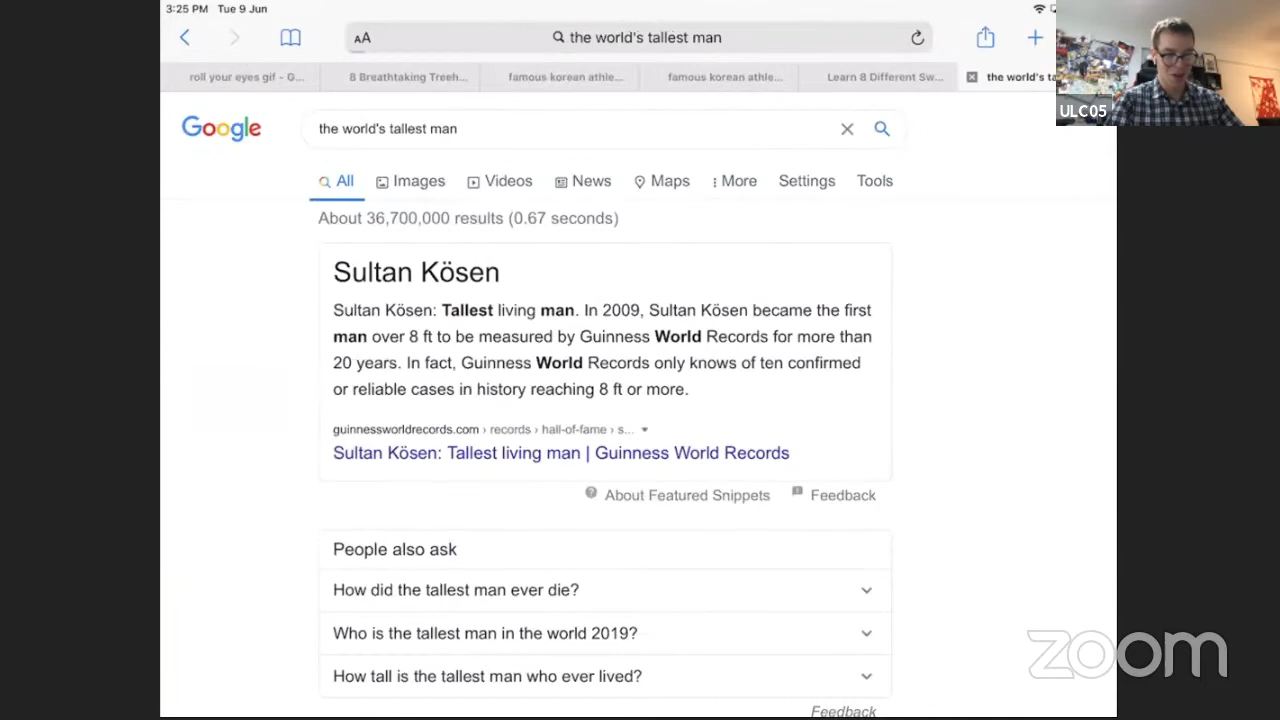 3:25 PM Tue 9 Jun
AA the world's tallest man
roll your eyes gif - G... 8 Breathtaking Treeh... famous korean athle... famous korean athle... Learn 8 Different Sw... the world's ta
ULC05
Google the world's tallest man
All Images Videos News Maps More Settings Tools
About 36,700,000 results (0.67 seconds)
Sultan Kösen
Sultan Kösen: Tallest living man. In 2009, Sultan Kösen became the first
man over 8 ft to be measured by Guinness World Records for more than
20 years. In fact, Guinness World Records only knows of ten confirmed
or reliable cases in history reaching 8 ft or more.
guinnessworldrecords.com › records › hall-of-fame › s...
Sultan Kösen: Tallest living man | Guinness World Records
About Featured Snippets Feedback
People also ask
How did the tallest man ever die?
Who is the tallest man in the world 2019?
How tall is the tallest man who ever lived?
Feedback
zoom